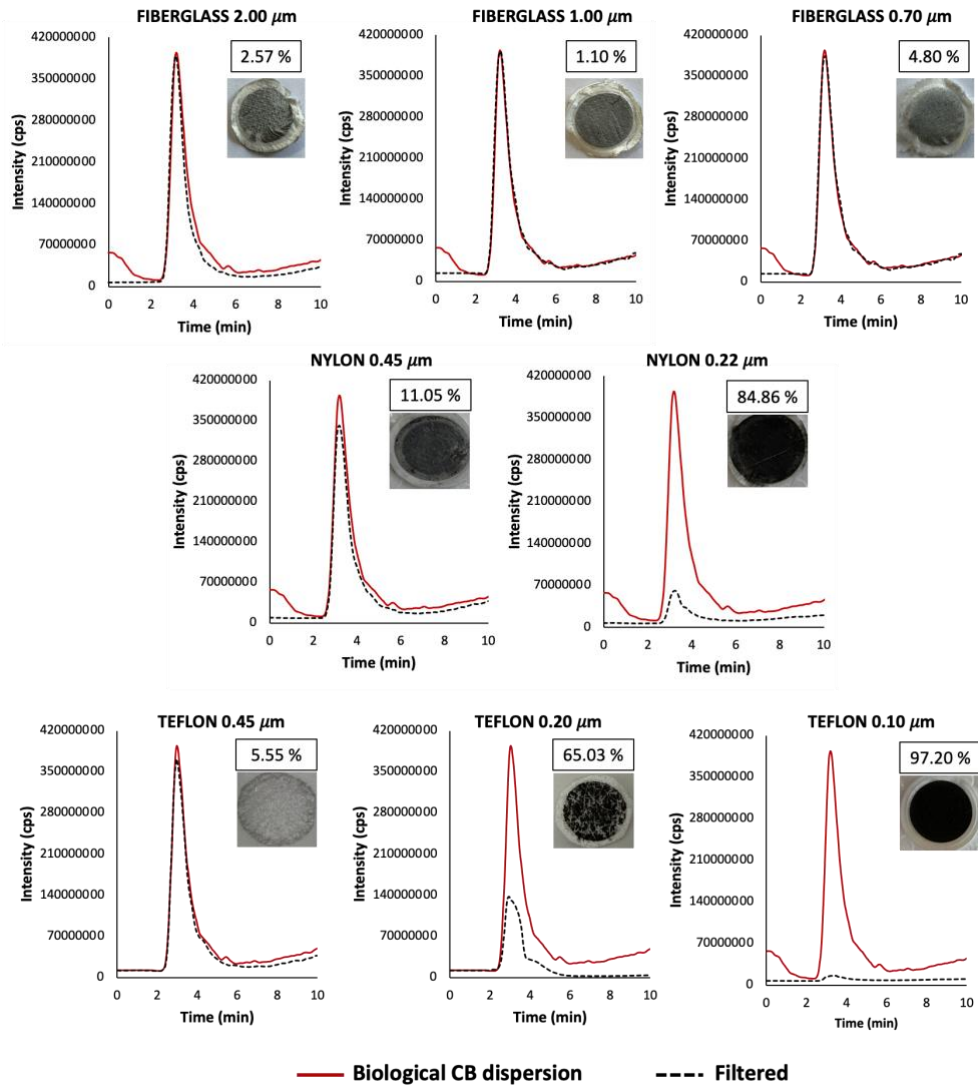 FIBERGLASS 2.00 μm
420000000
350000000
280000000
210000000
140000000
70000000
0
Intensity (cps)
2.57 %
0 2 4 6 8 10
Time (min)
FIBERGLASS 1.00 μm
420000000
350000000
280000000
210000000
140000000
70000000
0
Intensity (cps)
1.10 %
0 2 4 6 8 10
Time (min)
FIBERGLASS 0.70 μm
420000000
350000000
280000000
210000000
140000000
70000000
0
Intensity (cps)
4.80 %
0 2 4 6 8 10
Time (min)
NYLON 0.45 μm
420000000
350000000
280000000
210000000
140000000
70000000
0
Intensity (cps)
11.05 %
0 2 4 6 8 10
Time (min)
NYLON 0.22 μm
420000000
350000000
280000000
210000000
140000000
70000000
0
Intensity (cps)
84.86 %
0 2 4 6 8 10
Time (min)
TEFLON 0.45 μm
420000000
350000000
280000000
210000000
140000000
70000000
0
Intensity (cps)
5.55 %
0 2 4 6 8 10
Time (min)
TEFLON 0.20 μm
420000000
350000000
280000000
210000000
140000000
70000000
0
Intensity (cps)
65.03 %
0 2 4 6 8 10
Time (min)
TEFLON 0.10 μm
420000000
350000000
280000000
210000000
140000000
70000000
0
Intensity (cps)
97.20 %
0 2 4 6 8 10
Time (min)
Biological CB dispersion Filtered